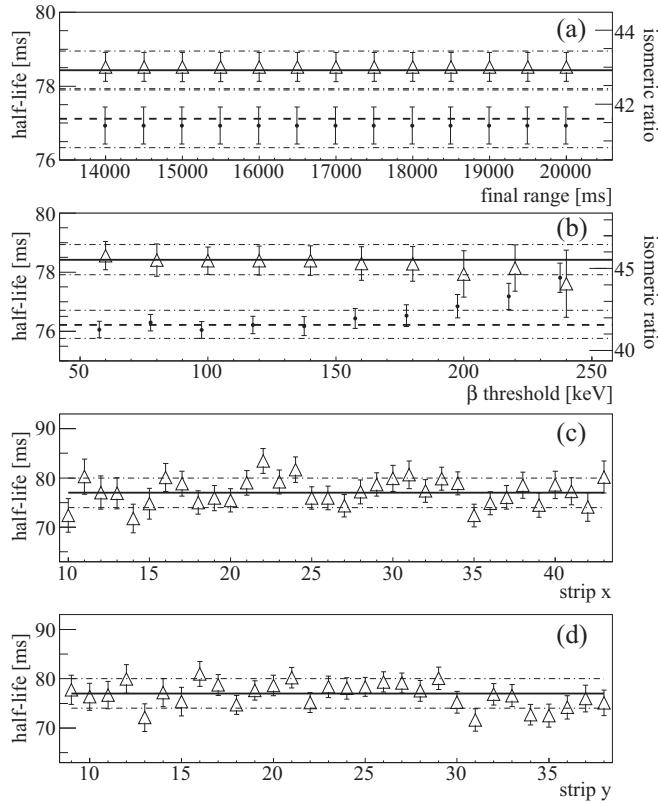 (a)
half-life [ms]
80
78
76
44
42
isomeric ratio
14000 15000 16000 17000 18000 19000 20000
final range [ms]
(b)
half-life [ms]
80
78
76
45
40
isomeric ratio
50 100 150 200 250
β threshold [keV]
(c)
half-life [ms]
90
80
70
10 15 20 25 30 35 40
strip x
(d)
half-life [ms]
90
80
70
10 15 20 25 30 35
strip y